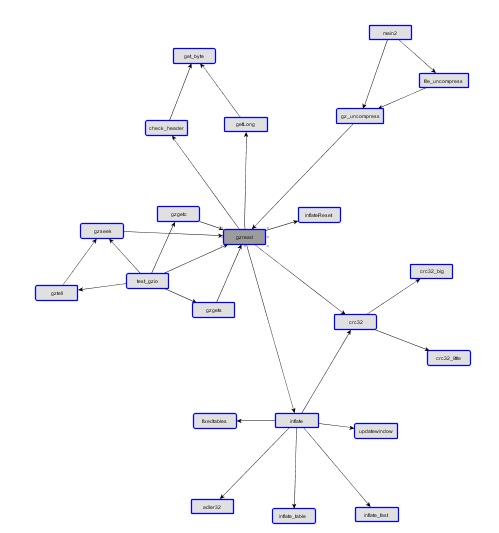 main2
get_byte
file_uncompress
gz_uncompress
getLong
check_header
gzgetc
inflateReset
gzseek
gzread
crc32_big
test_gzio
gztell
gzgets
crc32
crc32_little
fixedtables
inflate
updatewindow
adler32
inflate_table
inflate_fast